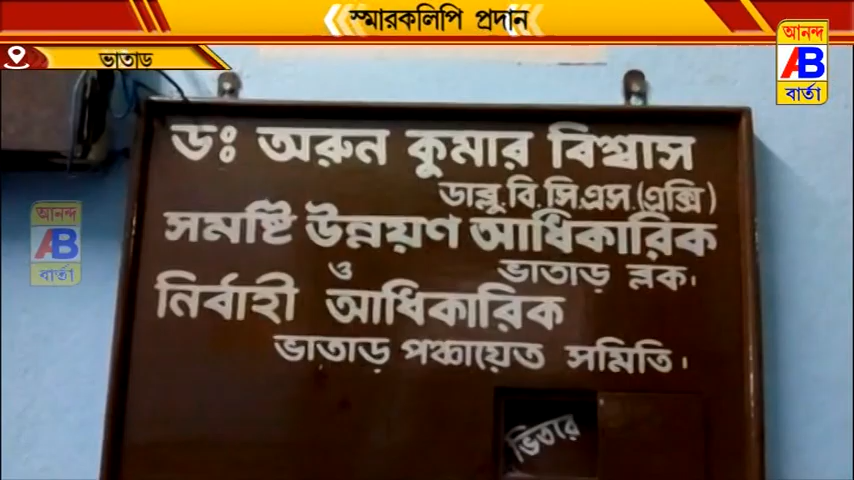 স্মারকলিপি প্রদান
ভাতাড
আনন্দ
AB
বার্তা
ডঃ অরুন কুমার বিশ্বাস
ডাব্লু.বি.সি.এস.(এক্সি)
সমষ্টি উন্নয়ণ আধিকারিক
ও ভাতাড় ব্লক।
নির্বাহী আধিকারিক
ভাতাড় পঞ্চায়েত সমিতি।
ভিতরে
আনন্দ
AB
বার্তা